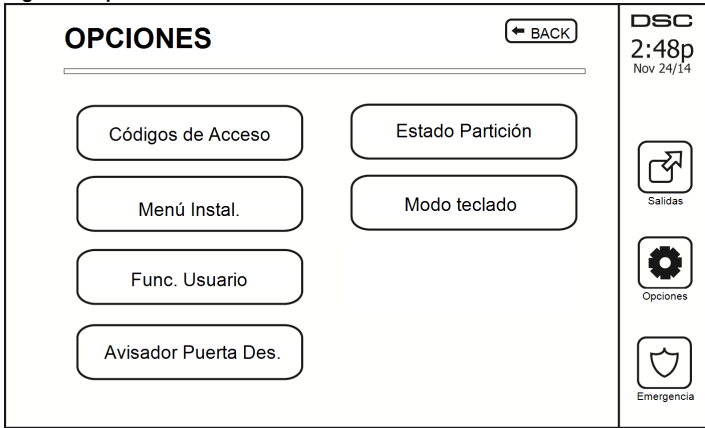 OPCIONES
BACK
Códigos de Acceso
Estado Partición
Menú Instal.
Modo teclado
Func. Usuario
Avisador Puerta Des.
DSC
2:48p
Nov 24/14
Salidas
Opciones
Emergencia